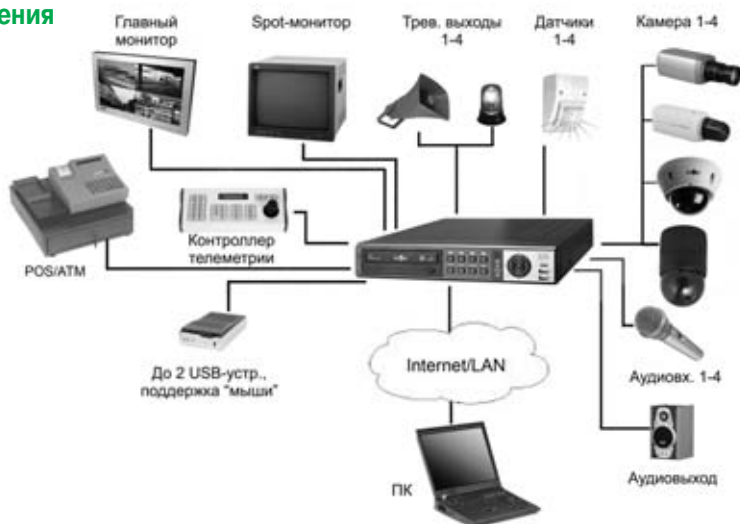 ения
Главный
монитор
Spot-монитор
Трев. выходы
1-4
Датчики
1-4
Камера 1-4
POS/ATM
Контроллер
телеметрии
До 2 USB-устр.,
поддержка "мыши"
Internet/LAN
Аудиовх. 1-4
ПК
Аудиовыход